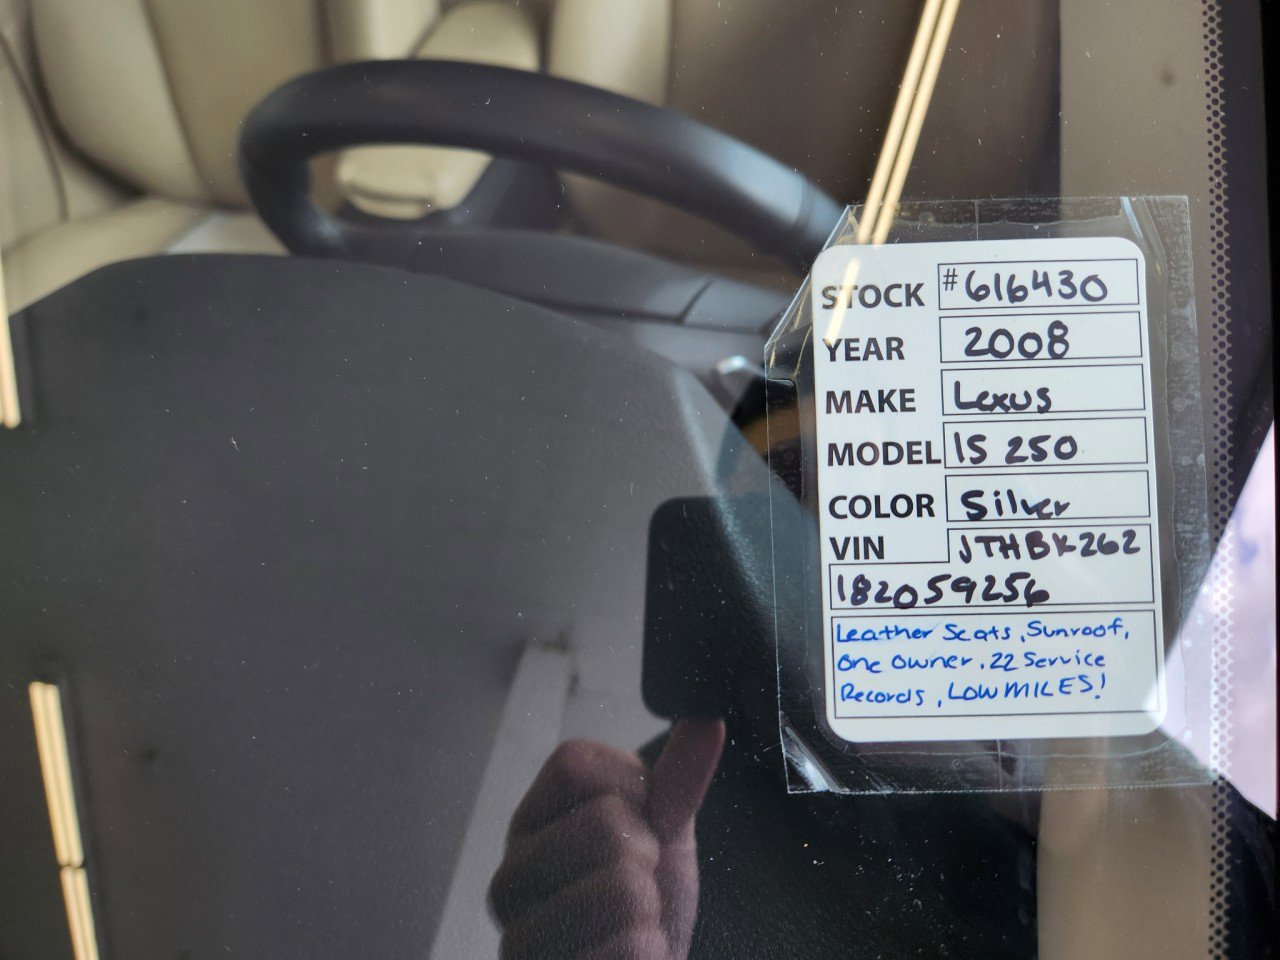 STOCK #616430
YEAR 2008
MAKE Lexus
MODEL IS 250
COLOR Silver
VIN JTHBK262
182059256
Leather Seats, Sunroof,
One Owner, 22 Service
Records, LOW MILES!